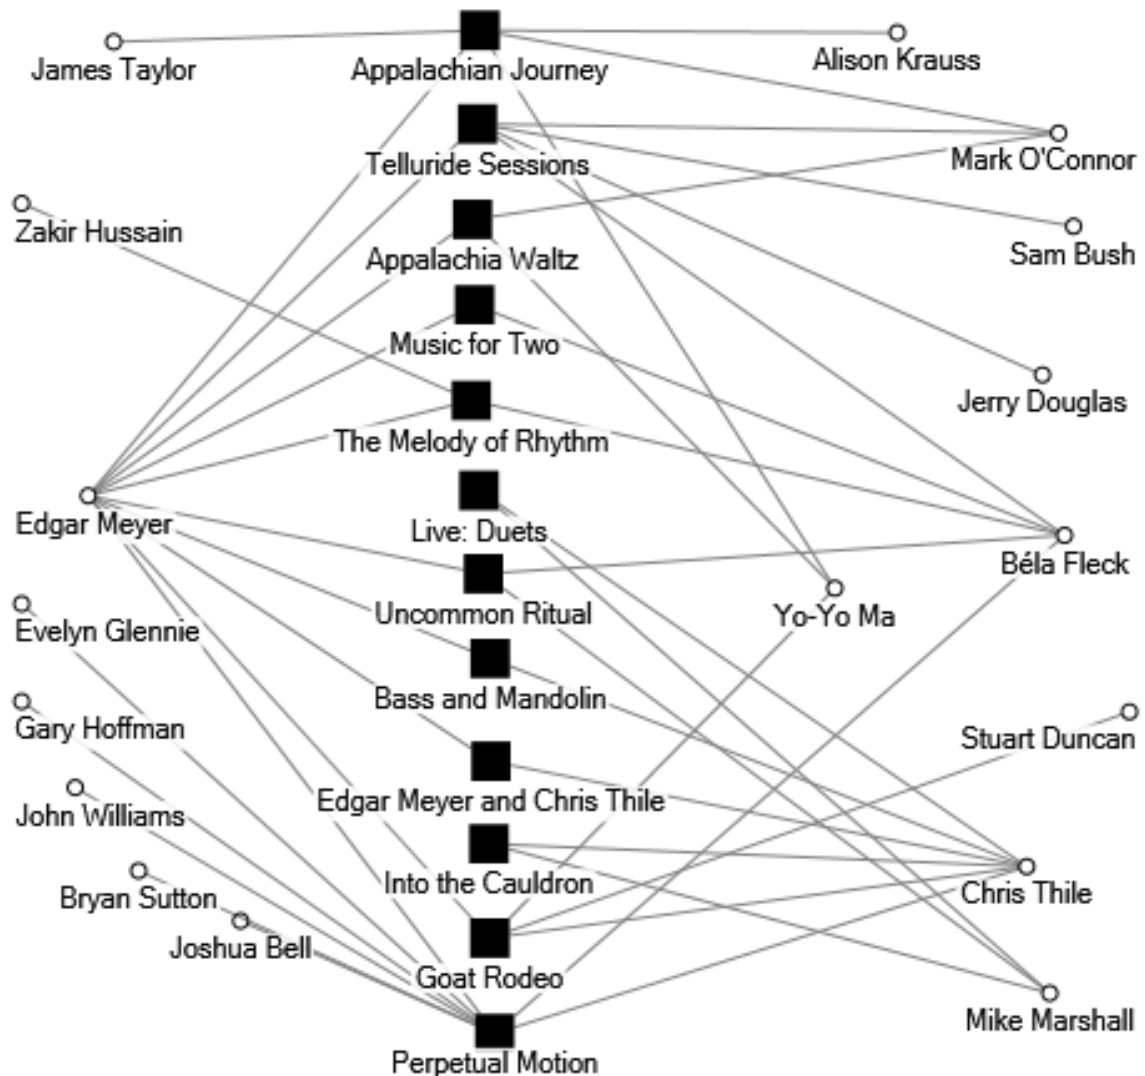 James Taylor
Appalachian Journey
Alison Krauss
Telluride Sessions
Mark O'Connor
Zakir Hussain
Appalachia Waltz
Sam Bush
Music for Two
Jerry Douglas
The Melody of Rhythm
Edgar Meyer
Live: Duets
Béla Fleck
Evelyn Glennie
Uncommon Ritual
Yo-Yo Ma
Gary Hoffman
Bass and Mandolin
Stuart Duncan
John Williams
Edgar Meyer and Chris Thile
Bryan Sutton
Into the Cauldron
Chris Thile
Joshua Bell
Goat Rodeo
Mike Marshall
Perpetual Motion